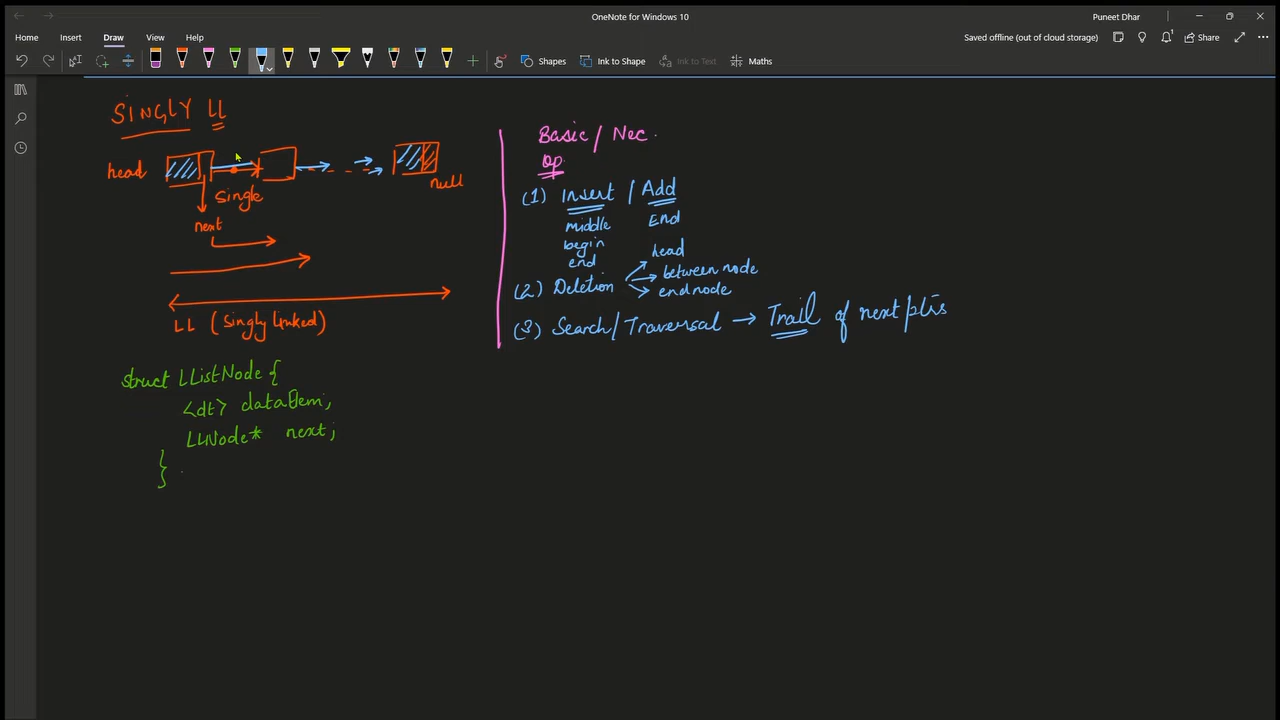 OneNote for Windows 10
Puneet Dhar
Home Insert Draw View Help
Saved offline (out of cloud storage) Share
Shapes Ink to Shape Ink to Text Maths
SINGLY LL
head
single
null
next
LL (singly linked)
struct LListNode {
<dt> dataElem;
LLNode* next;
}
Basic / Nec.
Op.
(1) Insert / Add
middle End
begin
end
(2) Deletion
head
between node
end node
(3) Search/Traversal → Trail of next ptrs